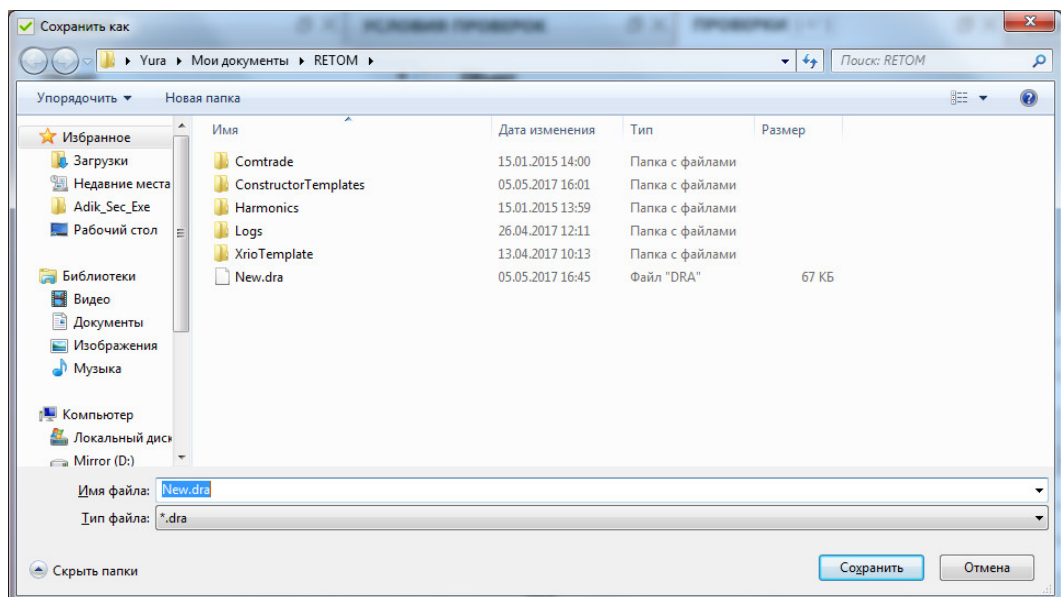 Сохранить как
УСЛОВИЯ ПРОВЕРОК
ПРОВЕРКИ
Yura Мои документы RETOM
Поиск: RETOM
Упорядочить Новая папка
Имя Дата изменения Тип Размер
Избранное
Загрузки
Недавние места
Adik_Sec_Exe
Рабочий стол
Библиотеки
Видео
Документы
Изображения
Музыка
Компьютер
Локальный диск
Mirror (D:)
Comtrade 15.01.2015 14:00 Папка с файлами
ConstructorTemplates 05.05.2017 16:01 Папка с файлами
Harmonics 15.01.2015 13:59 Папка с файлами
Logs 26.04.2017 12:11 Папка с файлами
XrioTemplate 13.04.2017 10:13 Папка с файлами
New.dra 05.05.2017 16:45 Файл "DRA" 67 КБ
Имя файла: New.dra
Тип файла: *.dra
Скрыть папки
Сохранить
Отмена